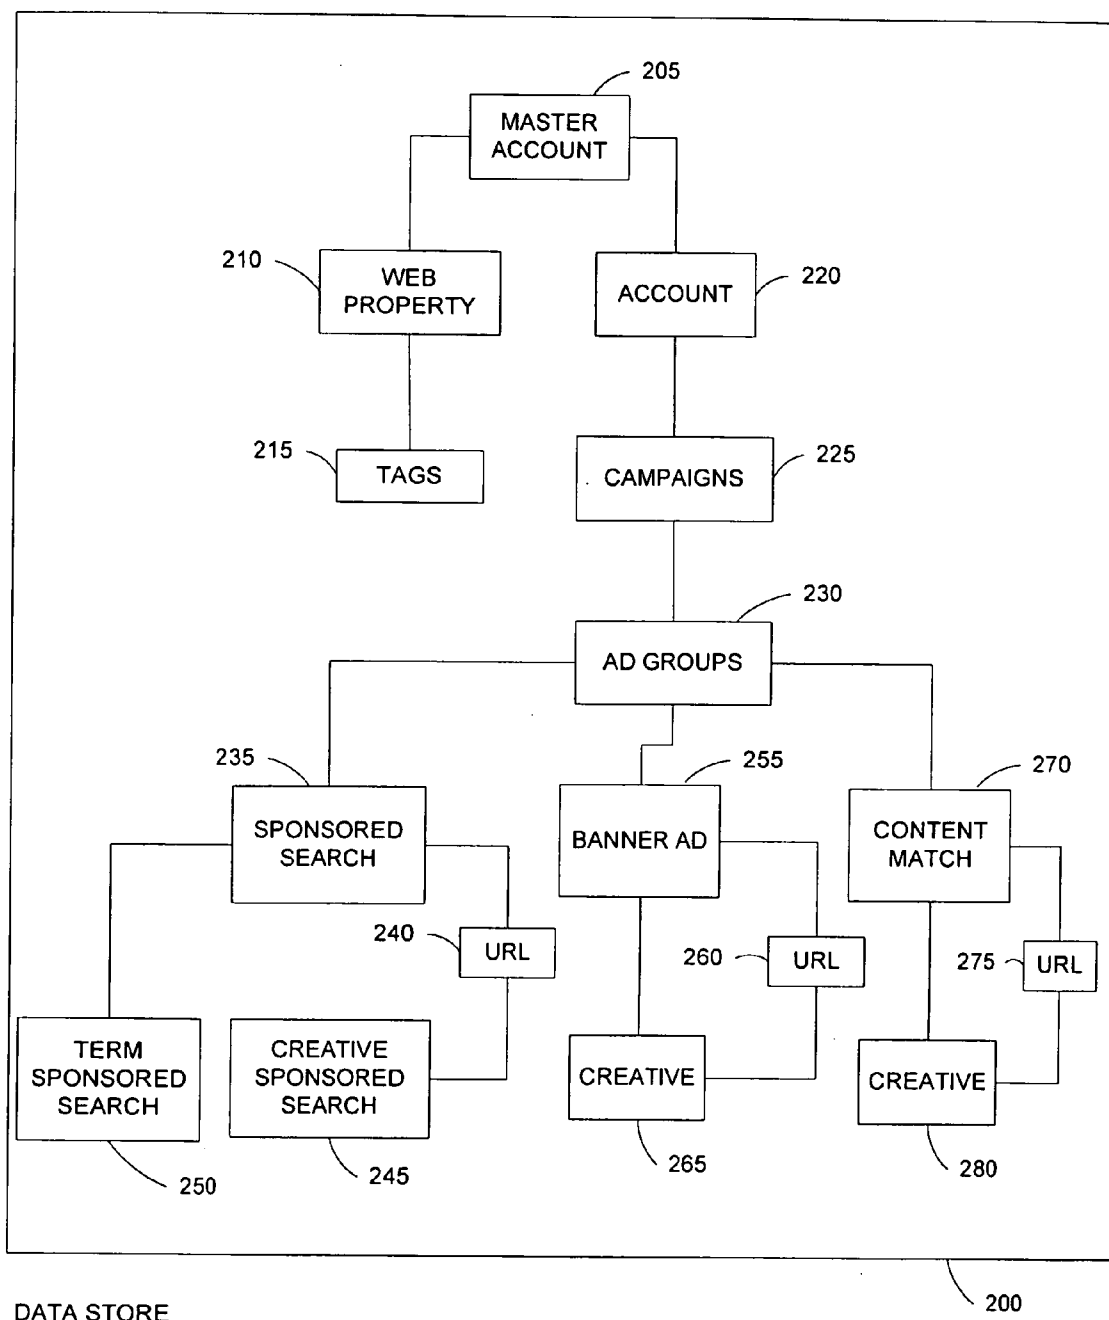 205
MASTER
ACCOUNT
210
WEB
PROPERTY
ACCOUNT
220
215
TAGS
CAMPAIGNS
225
230
AD GROUPS
235
255
270
SPONSORED
SEARCH
BANNER AD
CONTENT
MATCH
240
URL
260
URL
275
URL
TERM
SPONSORED
SEARCH
CREATIVE
SPONSORED
SEARCH
CREATIVE
CREATIVE
250
245
265
280
200
DATA STORE